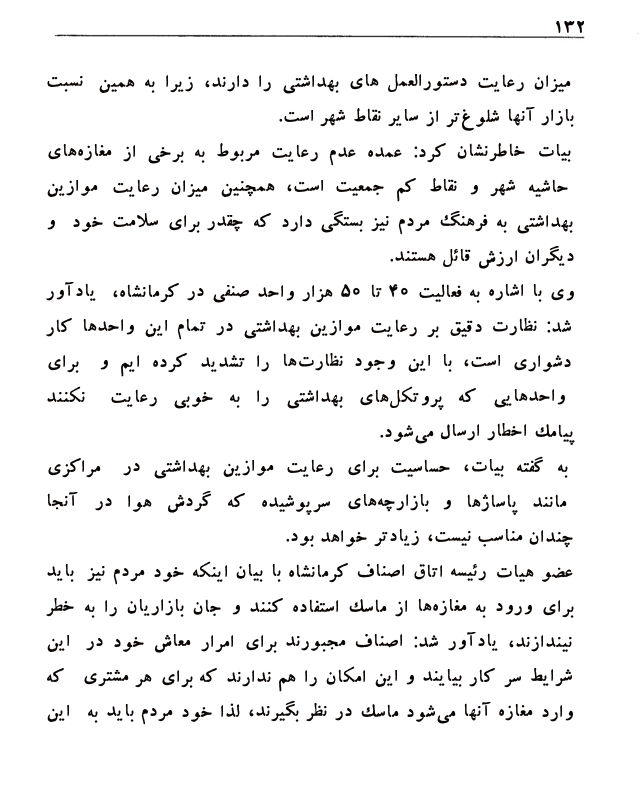 ۱۳۲
میزان رعایت دستورالعمل های بهداشتی را دارند، زیرا به همین نسبت
بازار آنها شلوغ‌تر از سایر نقاط شهر است.
بیات خاطرنشان کرد: عمده عدم رعایت مربوط به برخی از مغازه‌های
حاشیه شهر و نقاط کم جمعیت است، همچنین میزان رعایت موازین
بهداشتی به فرهنگ مردم نیز بستگی دارد که چقدر برای سلامت خود و
دیگران ارزش قائل هستند.
وی با اشاره به فعالیت ۴۰ تا ۵۰ هزار واحد صنفی در کرمانشاه، یادآور
شد: نظارت دقیق بر رعایت موازین بهداشتی در تمام این واحدها کار
دشواری است، با این وجود نظارت‌ها را تشدید کرده ایم و برای
واحدهایی که پروتکل‌های بهداشتی را به خوبی رعایت نکنند
پیامک اخطار ارسال می‌شود.
به گفته بیات، حساسیت برای رعایت موازین بهداشتی در مراکزی
مانند پاساژها و بازارچه‌های سرپوشیده که گردش هوا در آنجا
چندان مناسب نیست، زیادتر خواهد بود.
عضو هیات رئیسه اتاق اصناف کرمانشاه با بیان اینکه خود مردم نیز باید
برای ورود به مغازه‌ها از ماسک استفاده کنند و جان بازاریان را به خطر
نیندازند، یادآور شد: اصناف مجبورند برای امرار معاش خود در این
شرایط سر کار بیایند و این امکان را هم ندارند که برای هر مشتری که
وارد مغازه آنها می‌شود ماسک در نظر بگیرند، لذا خود مردم باید به این